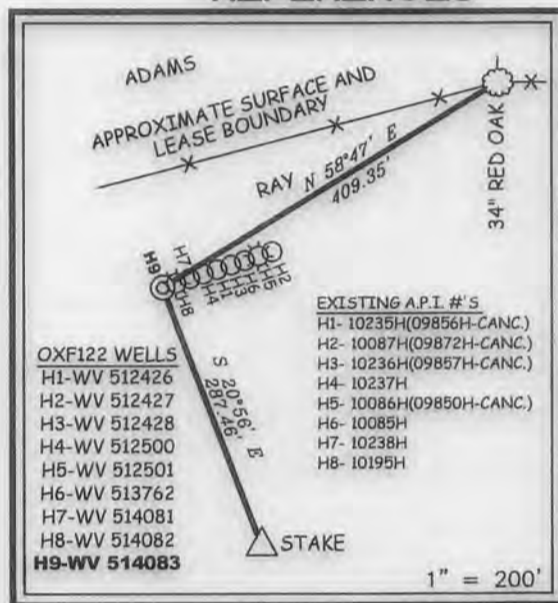 ADAMS
APPROXIMATE SURFACE AND
LEASE BOUNDARY
RAY
N 58°47' E
409.35'
34" RED OAK
H9
H7
H8
H4
H1
H3
H6
H5
H2
S 20°56' E
287.46'
STAKE
OXF122 WELLS
H1-WV 512426
H2-WV 512427
H3-WV 512428
H4-WV 512500
H5-WV 512501
H6-WV 513762
H7-WV 514081
H8-WV 514082
H9-WV 514083
EXISTING A.P.I. #'S
H1- 10235H(09856H-CANC.)
H2- 10087H(09872H-CANC.)
H3- 10236H(09857H-CANC.)
H4- 10237H
H5- 10086H(09850H-CANC.)
H6- 10085H
H7- 10238H
H8- 10195H
1" = 200'